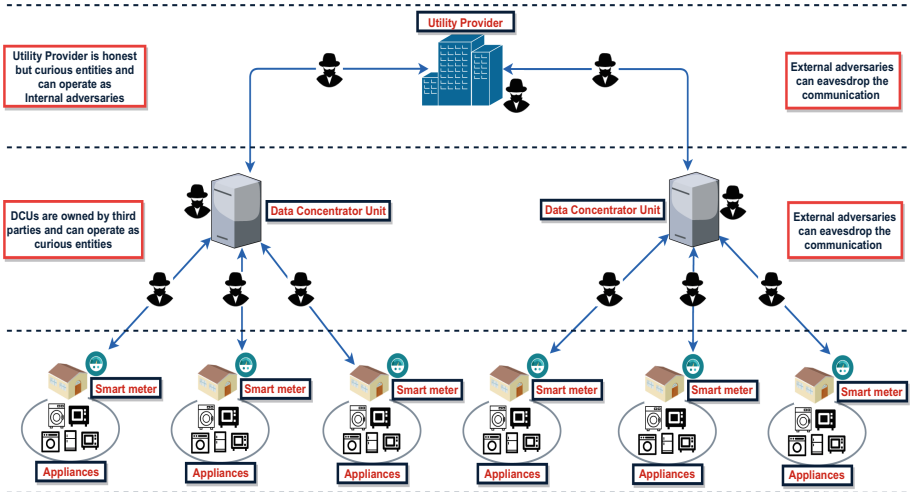 Utility Provider
Utility Provider is honest
but curious entities and
can operate as
Internal adversaries
External adversaries
can eavesdrop the
communication
DCUs are owned by third
parties and can operate as
curious entities
Data Concentrator Unit
Data Concentrator Unit
External adversaries
can eavesdrop the
communication
Smart meter
Smart meter
Smart meter
Smart meter
Smart meter
Smart meter
Appliances
Appliances
Appliances
Appliances
Appliances
Appliances